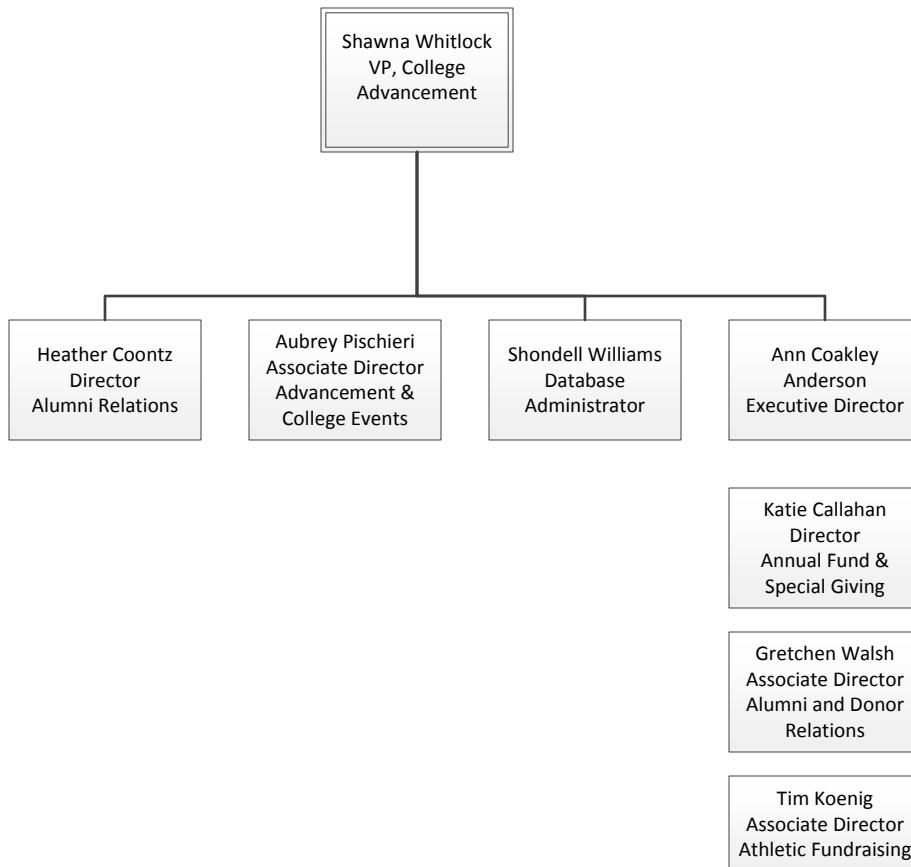 Shawna Whitlock
VP, College
Advancement
Heather Coontz
Director
Alumni Relations
Aubrey Pischieri
Associate Director
Advancement &
College Events
Shondell Williams
Database
Administrator
Ann Coakley
Anderson
Executive Director
Katie Callahan
Director
Annual Fund &
Special Giving
Gretchen Walsh
Associate Director
Alumni and Donor
Relations
Tim Koenig
Associate Director
Athletic Fundraising